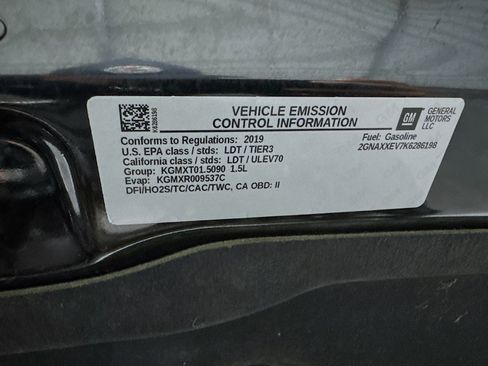 K6286198
VEHICLE EMISSION
CONTROL INFORMATION
GM
GENERAL
MOTORS
LLC
Conforms to Regulations: 2019
U.S. EPA class / stds: LDT / TIER3
California class / stds: LDT / ULEV70
Group: KGMXT01.5090 1.5L
Evap: KGMXR009537C
DFI/HO2S/TC/CAC/TWC, CA OBD: II
Fuel: Gasoline
2GNAXXEV7K6286198